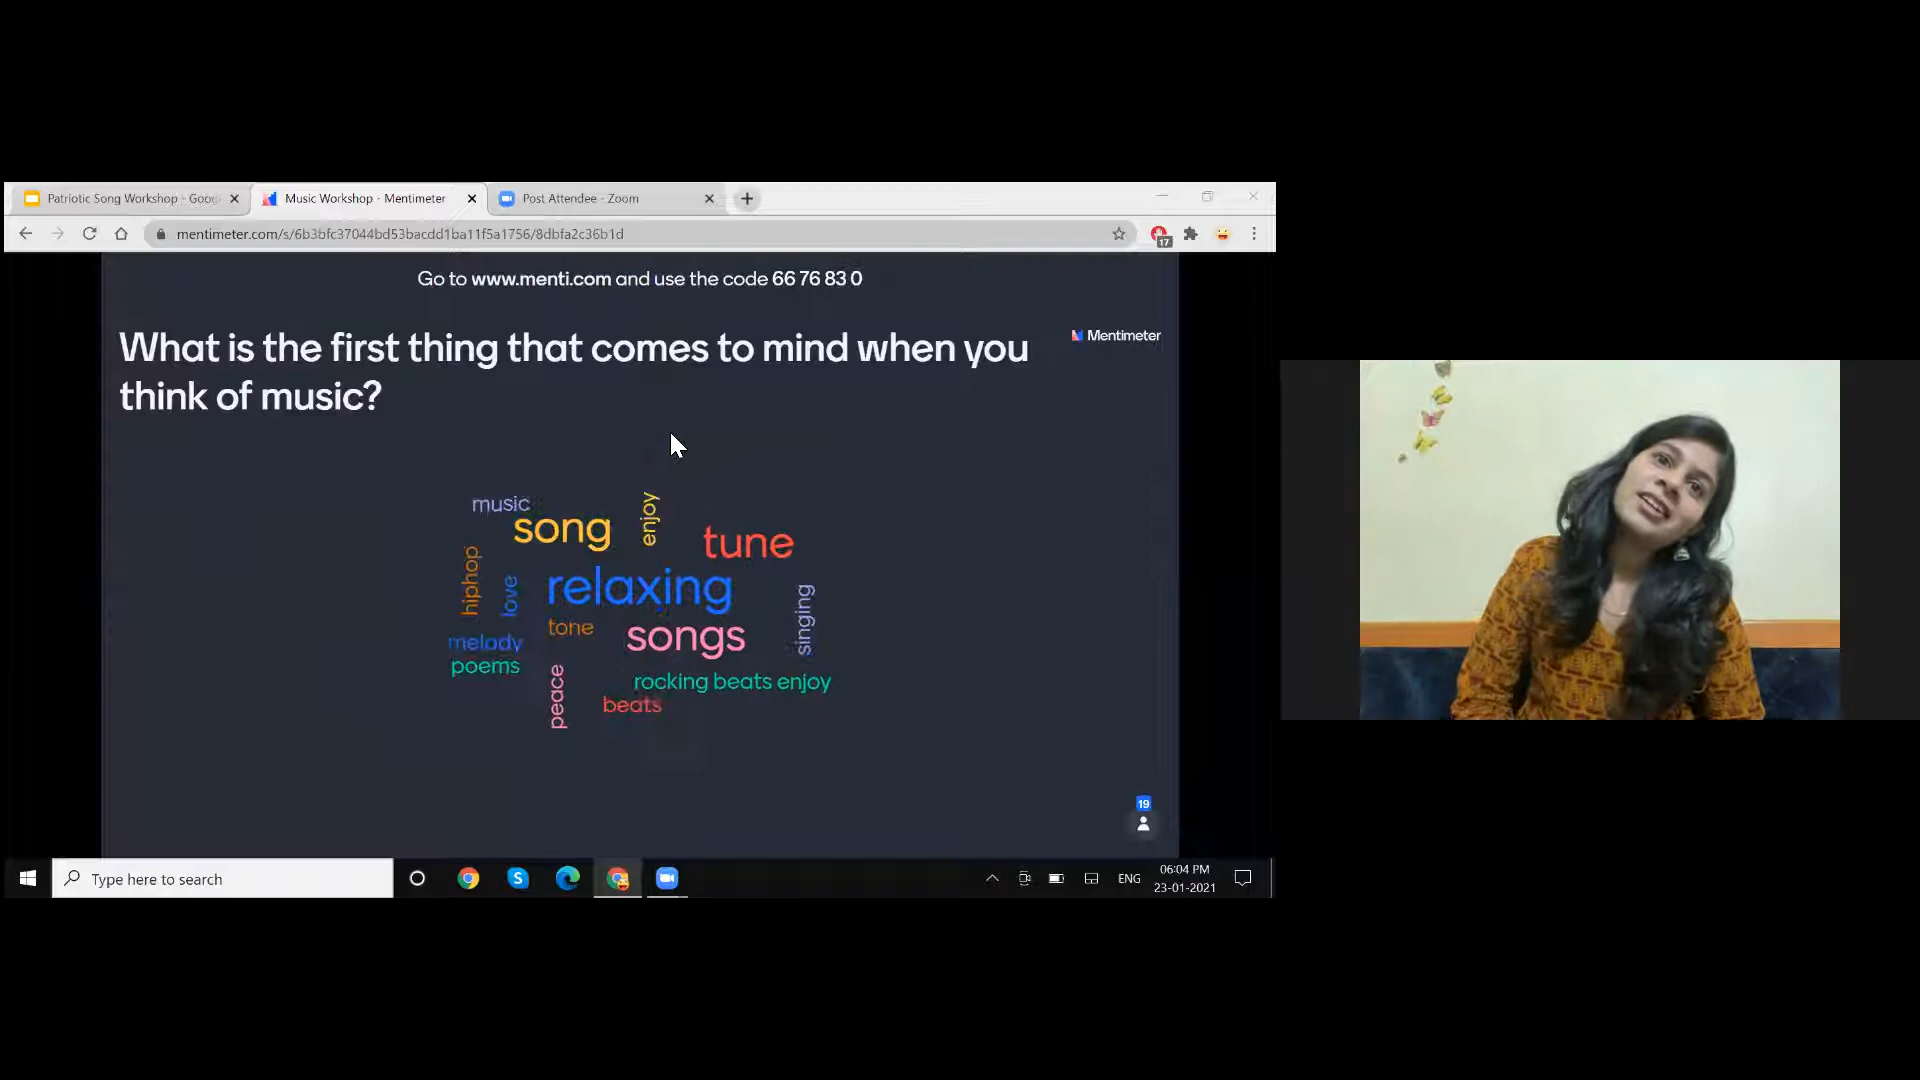 Patriotic Song Workshop - Goog
Music Workshop - Mentimeter
Post Attendee - Zoom
mentimeter.com/s/6b3bfc37044bd53bacdd1ba11f5a1756/8dbfa2c36b1d
17
Go to www.menti.com and use the code 66 76 83 0
What is the first thing that comes to mind when you
think of music?
Mentimeter
music
song
enjoy
tune
hiphop
love
relaxing
singing
tone
songs
melody
poems
peace
rocking beats enjoy
beats
19
Type here to search
ENG
06:04 PM
23-01-2021